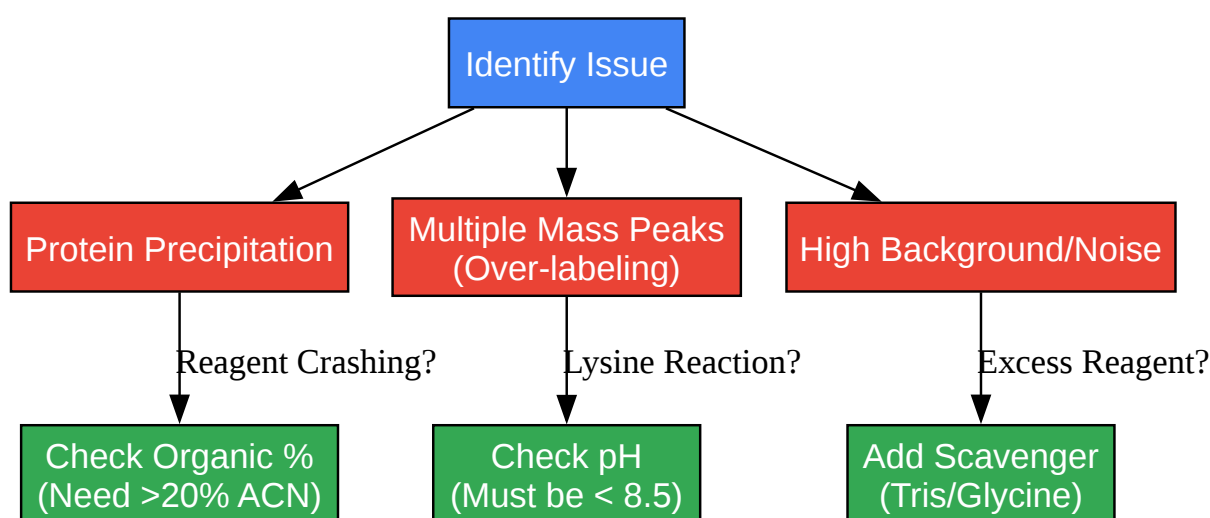 Identify Issue
Protein Precipitation
Multiple Mass Peaks
(Over-labeling)
High Background/Noise
Reagent Crashing?
Lysine Reaction?
Excess Reagent?
Check Organic %
(Need >20% ACN)
Check pH
(Must be < 8.5)
Add Scavenger
(Tris/Glycine)